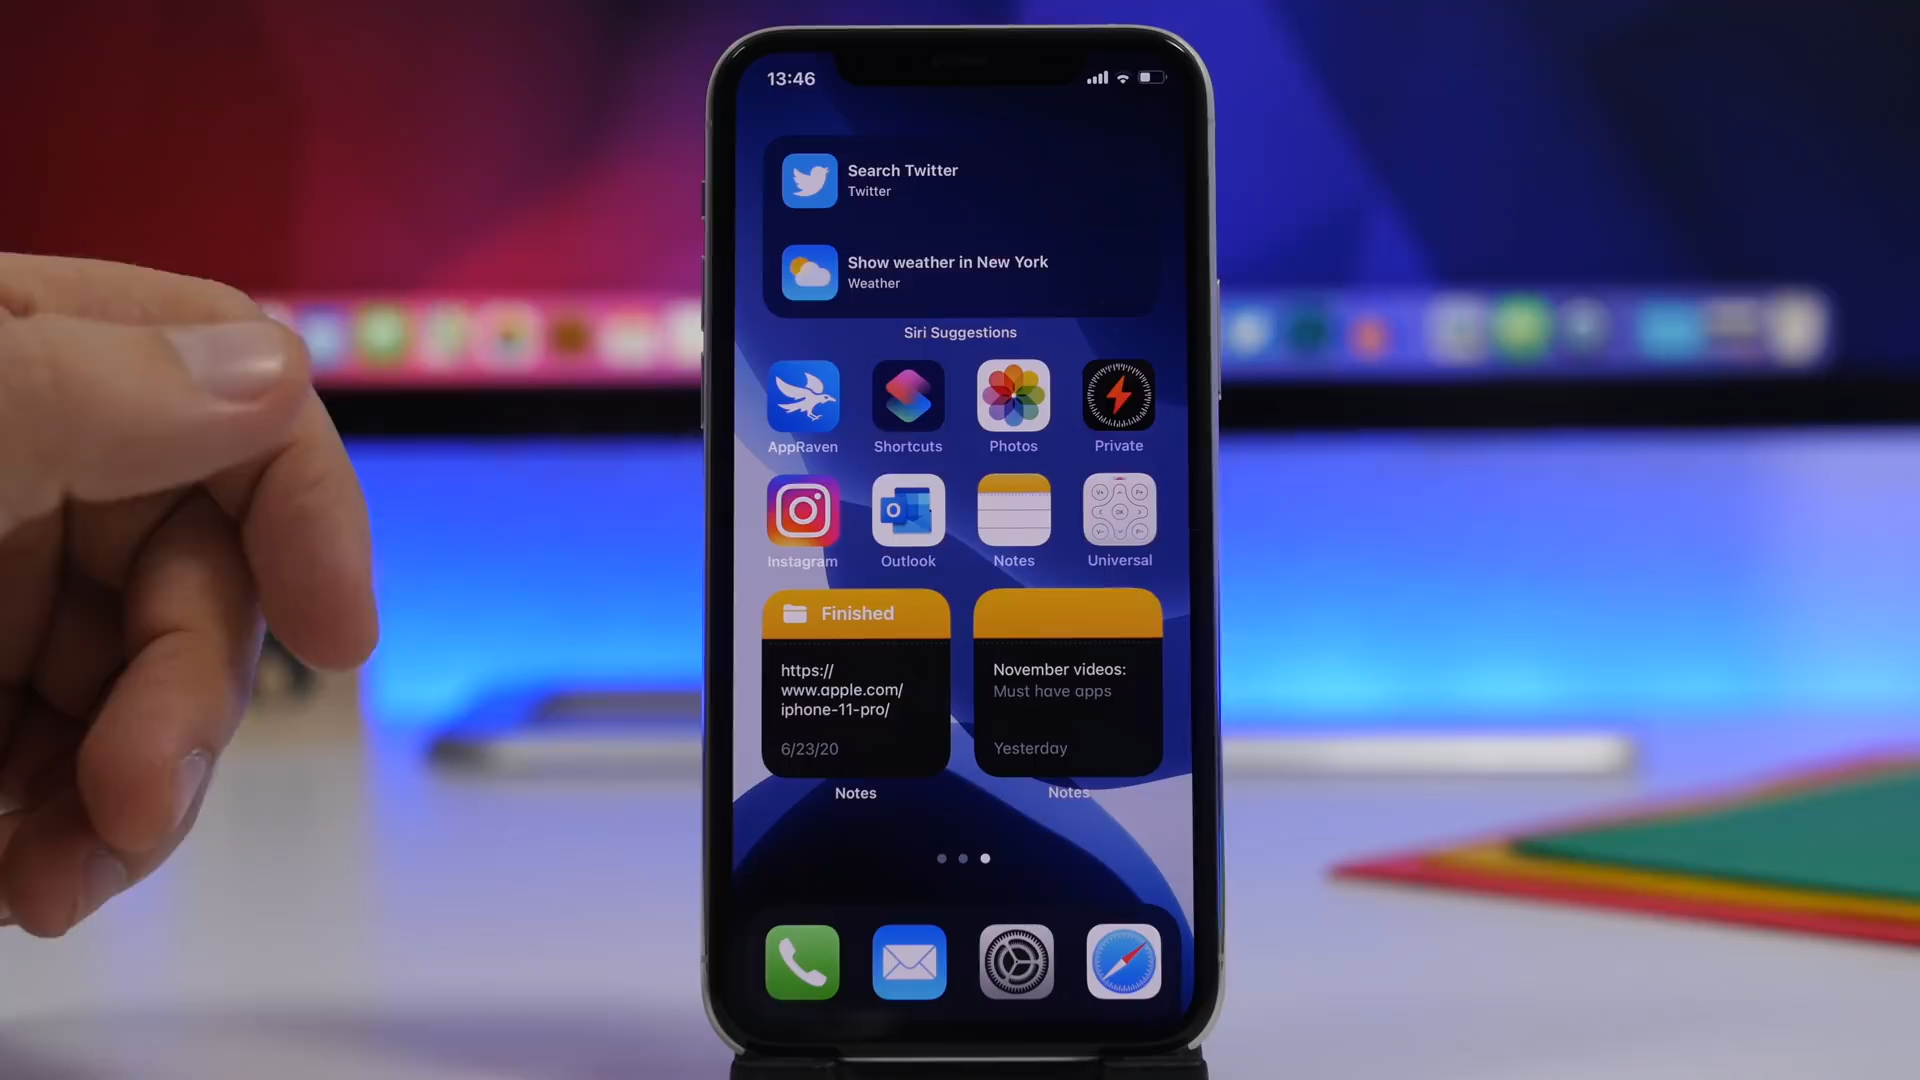 13:46
Search Twitter
Twitter
Show weather in New York
Weather
Siri Suggestions
AppRaven
Shortcuts
Photos
Private
Instagram
Outlook
Notes
Universal
Finished
https://
www.apple.com/
iphone-11-pro/
6/23/20
Notes
November videos:
Must have apps
Yesterday
Notes